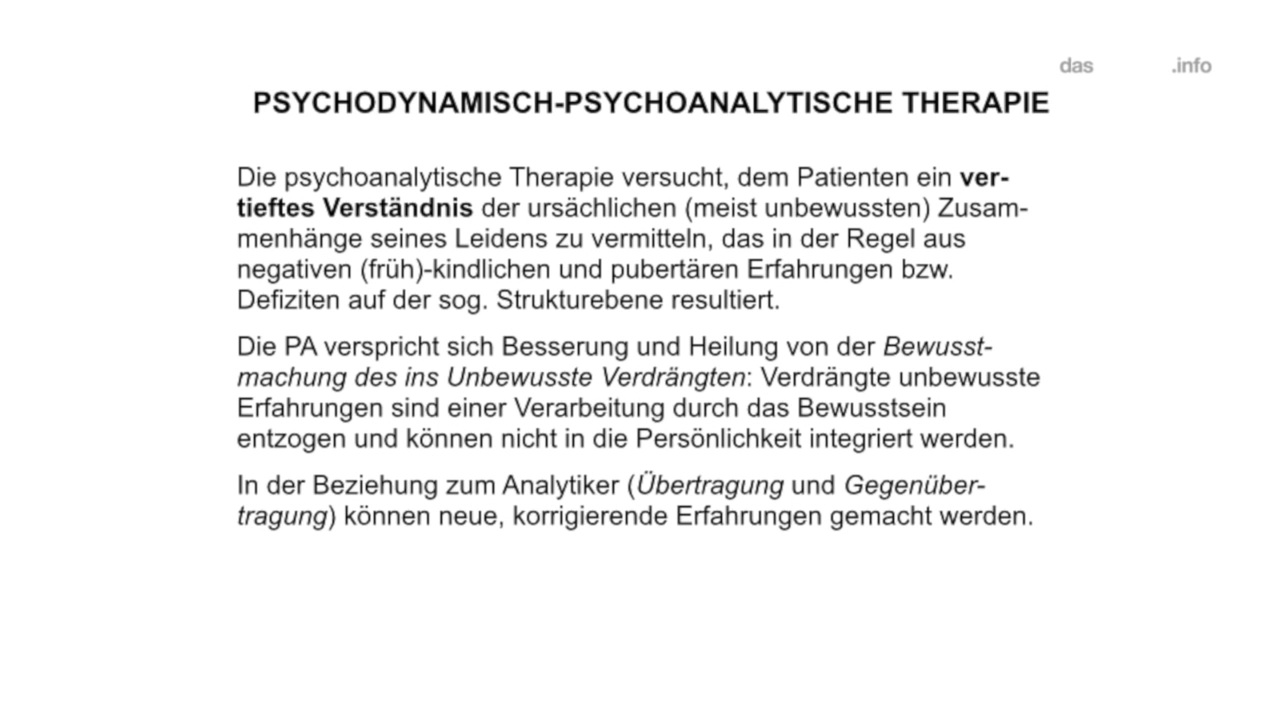 das .info
PSYCHODYNAMISCH-PSYCHOANALYTISCHE THERAPIE
Die psychoanalytische Therapie versucht, dem Patienten ein ver-
tieftes Verständnis der ursächlichen (meist unbewussten) Zusam-
menhänge seines Leidens zu vermitteln, das in der Regel aus
negativen (früh)-kindlichen und pubertären Erfahrungen bzw.
Defiziten auf der sog. Strukturebene resultiert.
Die PA verspricht sich Besserung und Heilung von der Bewusst-
machung des ins Unbewusste Verdrängten: Verdrängte unbewusste
Erfahrungen sind einer Verarbeitung durch das Bewusstsein
entzogen und können nicht in die Persönlichkeit integriert werden.
In der Beziehung zum Analytiker (Übertragung und Gegenüber-
tragung) können neue, korrigierende Erfahrungen gemacht werden.